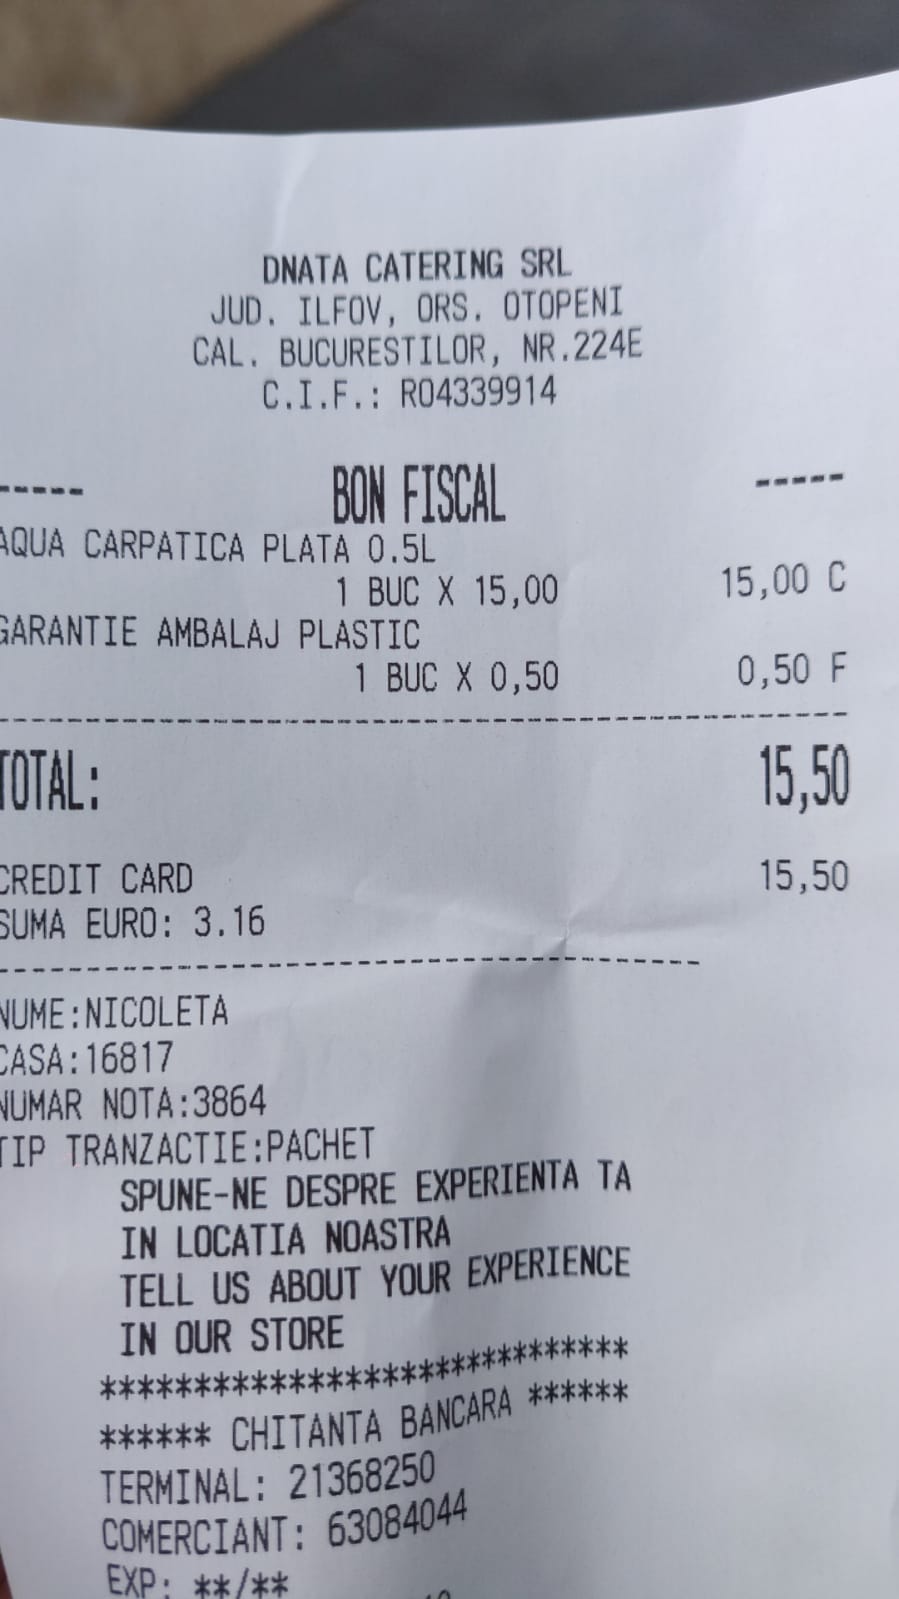 DNATA CATERING SRL
JUD. ILFOV, ORS. OTOPENI
CAL. BUCURESTILOR, NR.224E
C.I.F.: RO4339914
----- BON FISCAL -----
AQUA CARPATICA PLATA 0.5L
1 BUC X 15,00 15,00 C
GARANTIE AMBALAJ PLASTIC
1 BUC X 0,50 0,50 F
TOTAL: 15,50
CREDIT CARD 15,50
SUMA EURO: 3.16
NUME:NICOLETA
CASA:16817
NUMAR NOTA:3864
TIP TRANZACTIE:PACHET
SPUNE-NE DESPRE EXPERIENTA TA
IN LOCATIA NOASTRA
TELL US ABOUT YOUR EXPERIENCE
IN OUR STORE
******************************
****** CHITANTA BANCARA ******
TERMINAL: 21368250
COMERCIANT: 63084044
EXP: **/**